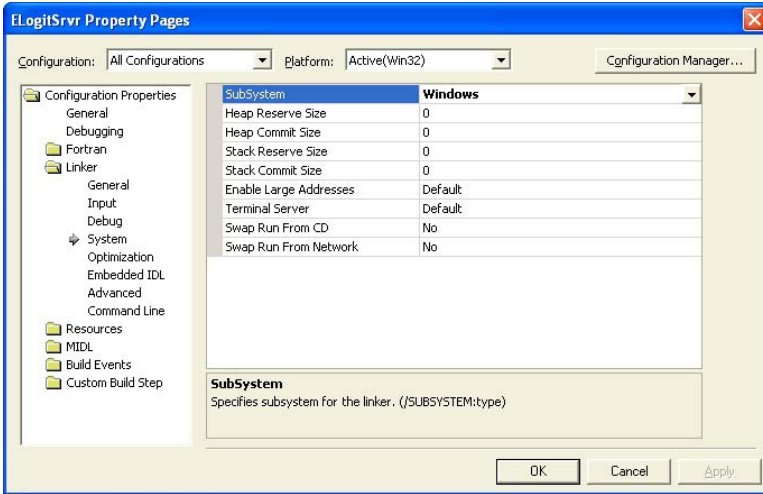 ELogitSrvr Property Pages
Configuration: All Configurations Platform: Active(Win32) Configuration Manager...
Configuration Properties
General
Debugging
Fortran
Linker
General
Input
Debug
System
Optimization
Embedded IDL
Advanced
Command Line
Resources
MIDL
Build Events
Custom Build Step
SubSystem Windows
Heap Reserve Size 0
Heap Commit Size 0
Stack Reserve Size 0
Stack Commit Size 0
Enable Large Addresses Default
Terminal Server Default
Swap Run From CD No
Swap Run From Network No
SubSystem
Specifies subsystem for the linker. (/SUBSYSTEM:type)
OK Cancel Apply